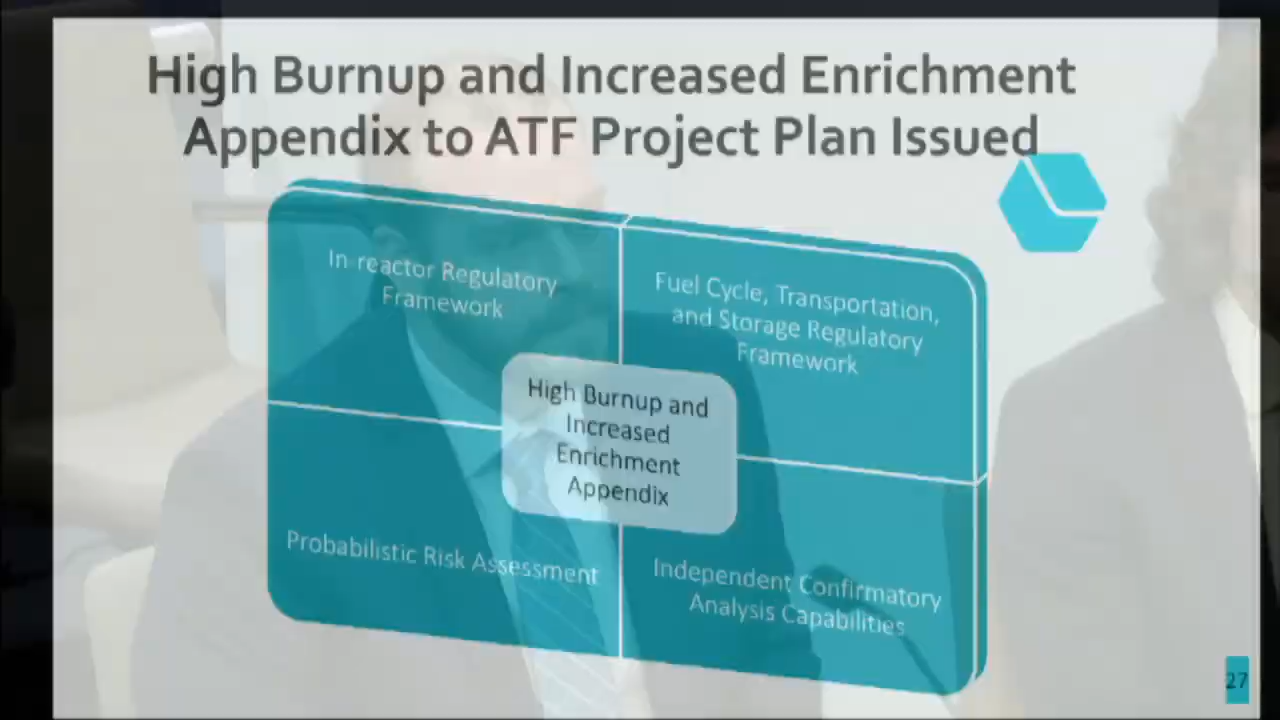 High Burnup and Increased Enrichment
Appendix to ATF Project Plan Issued
In-reactor Regulatory
Framework
Fuel Cycle, Transportation,
and Storage Regulatory
Framework
High Burnup and
Increased
Enrichment
Appendix
Probabilistic Risk Assessment
Independent Confirmatory
Analysis Capabilities
27